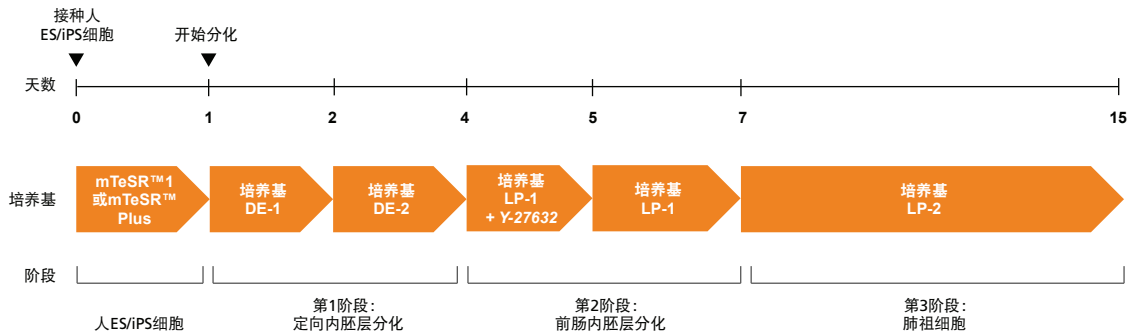 接种人
ES/iPS细胞
开始分化
天数
0 1 2 4 5 7 15
培养基
mTeSR™1
或mTeSR™
Plus
培养基
DE-1
培养基
DE-2
培养基
LP-1
+ Y-27632
培养基
LP-1
培养基
LP-2
阶段
人ES/iPS细胞
第1阶段：
定向内胚层分化
第2阶段：
前肠内胚层分化
第3阶段：
肺祖细胞